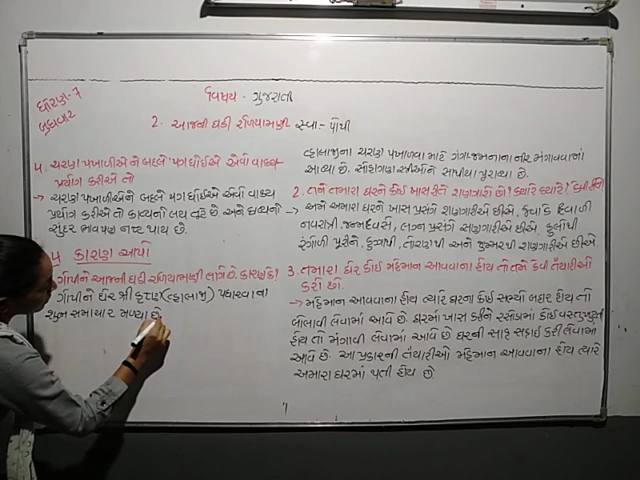 ધોરણ-7
બુધવાર
વિષય - ગુજરાતી
2. આજની ઘડી રળિયામણી સ્વા - પોથી
4. ચરણ પખાળીએ ને બદલે 'પગ ધોઈએ' એવો વાક્ય
પ્રયોગ કરીએ તો
→ ચરણ પખાળીએને બદલે પગ ધોઈએ એવો વાક્ય
પ્રયોગ કરીએ તો કાવ્યનો લય તૂટે છે અને કાવ્યનો
સુંદર ભાવપણ નષ્ટ થાય છે.
4 કારણ આપો
1. ગોપીને આજની ઘડી રળિયામણી લાગે છે. કારણ કે
ગોપીને ઘેર શ્રી કૃષ્ણ (વ્હાલાજી) પધારવાના
શુભ સમાચાર મળ્યા છે
વ્હાલાજીના ચરણ પખાળવા માટે ગંગા-જમનાના નીર મંગાવવામાં
આવ્યા છે. સોહાગણ સ્ત્રીઓને સાથીયા પુરાવ્યા છે.
2. તમે તમારા ઘરને કોઈ ખાસ રીતે શણગારો છો? ક્યારે ક્યારે?
→ અમે અમારા ઘરને ખાસ પ્રસંગે શણગારીએ છીએ. જેવા કે દિવાળી
નવરાત્રી, જન્મદિવસ, લગ્ન પ્રસંગે શણગારીએ છીએ. ફૂલોથી
રંગોળી પૂરીને, ફુગ્ગાથી, તોરણથી અને ઝુમ્મરથી શણગારીએ છીએ
3. તમારા ઘેર કોઈ મહેમાન આવવાના હોય તો તમે કેવી તૈયારીઓ
કરો છો.
→ મહેમાન આવવાના હોય ત્યારે ઘરના કોઈ સભ્યો બહાર હોય તો
બોલાવી લેવામાં આવે છે. ઘરમાં ખાસ કરીને રસોડામાં કોઈ વસ્તુ ખૂટતી
હોય તો મંગાવી લેવામાં આવે છે ઘરની સાફ સફાઈ કરી લેવામાં
આવે છે. આ પ્રકારની તૈયારીઓ મહેમાન આવવાના હોય ત્યારે
અમારા ઘરમાં થતી હોય છે